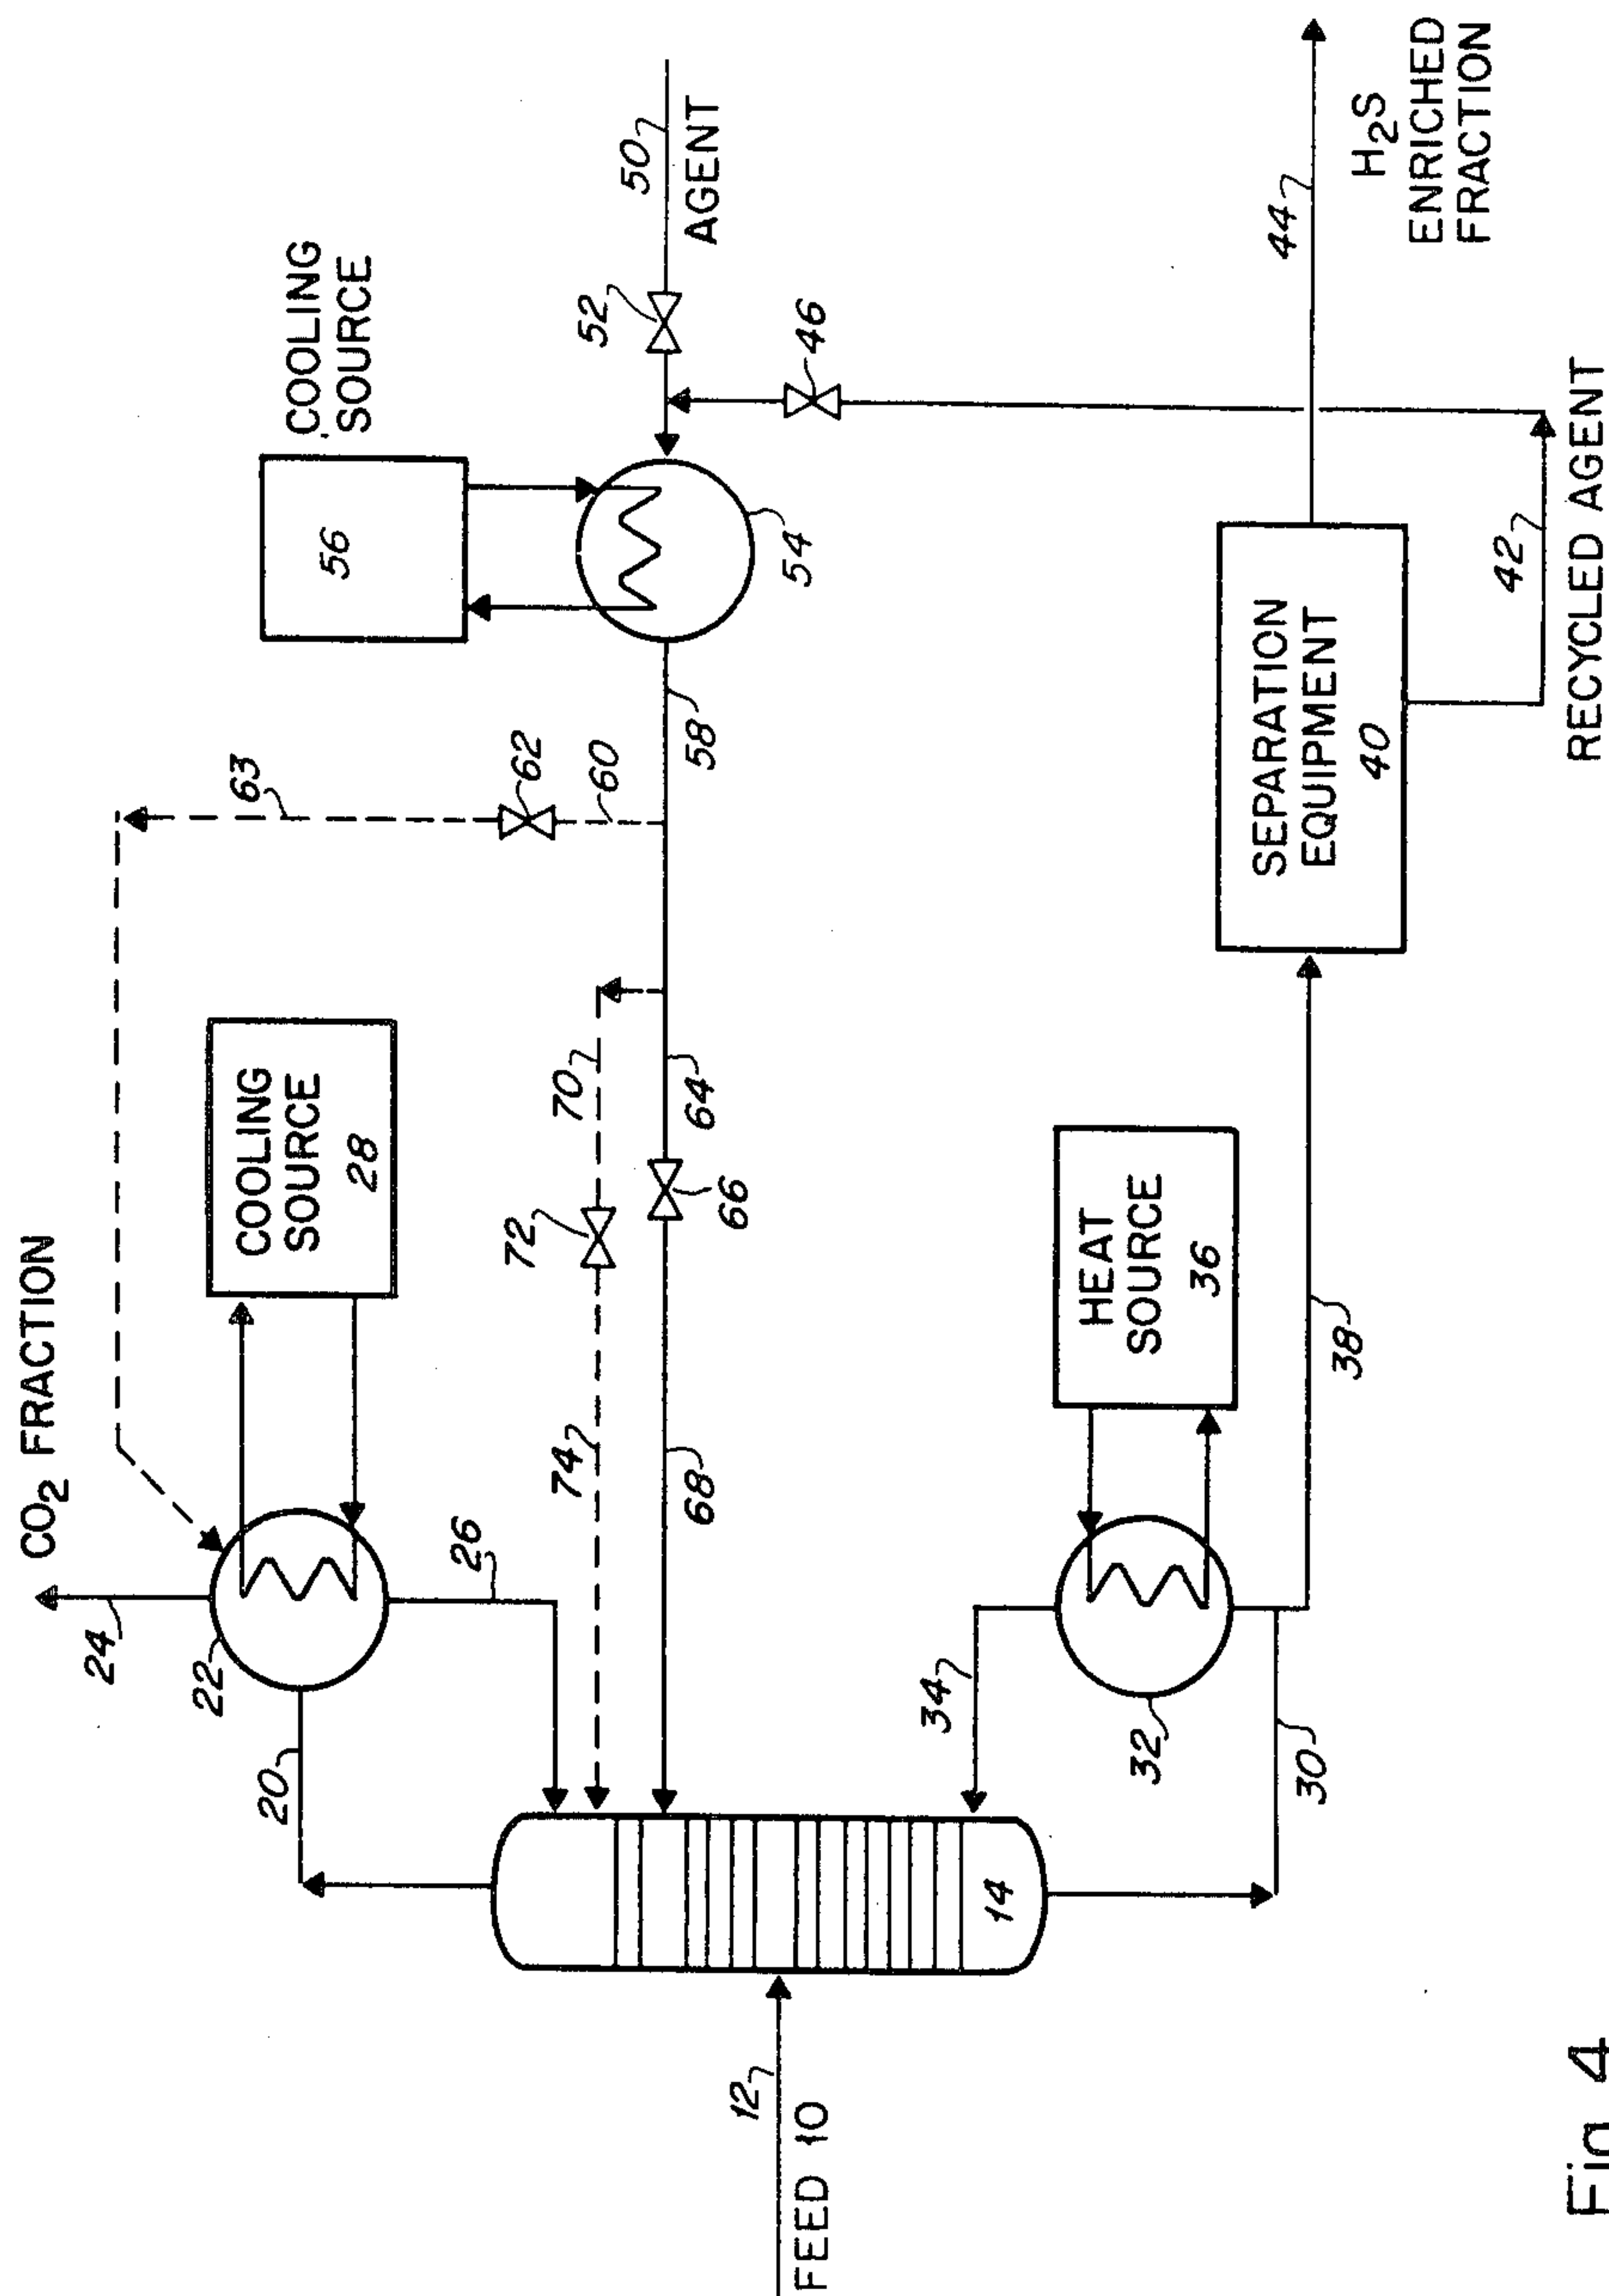 CO2 FRACTION
24
22
20
26
COOLING
SOURCE
28
63
62
60
COOLING
SOURCE
56
54
58
52
50
AGENT
46
70
72
74
64
66
68
FEED 10
12
14
34
32
30
HEAT
SOURCE
36
38
SEPARATION
EQUIPMENT
40
42
RECYCLED AGENT
44
H2S
ENRICHED
FRACTION
Fig. 4